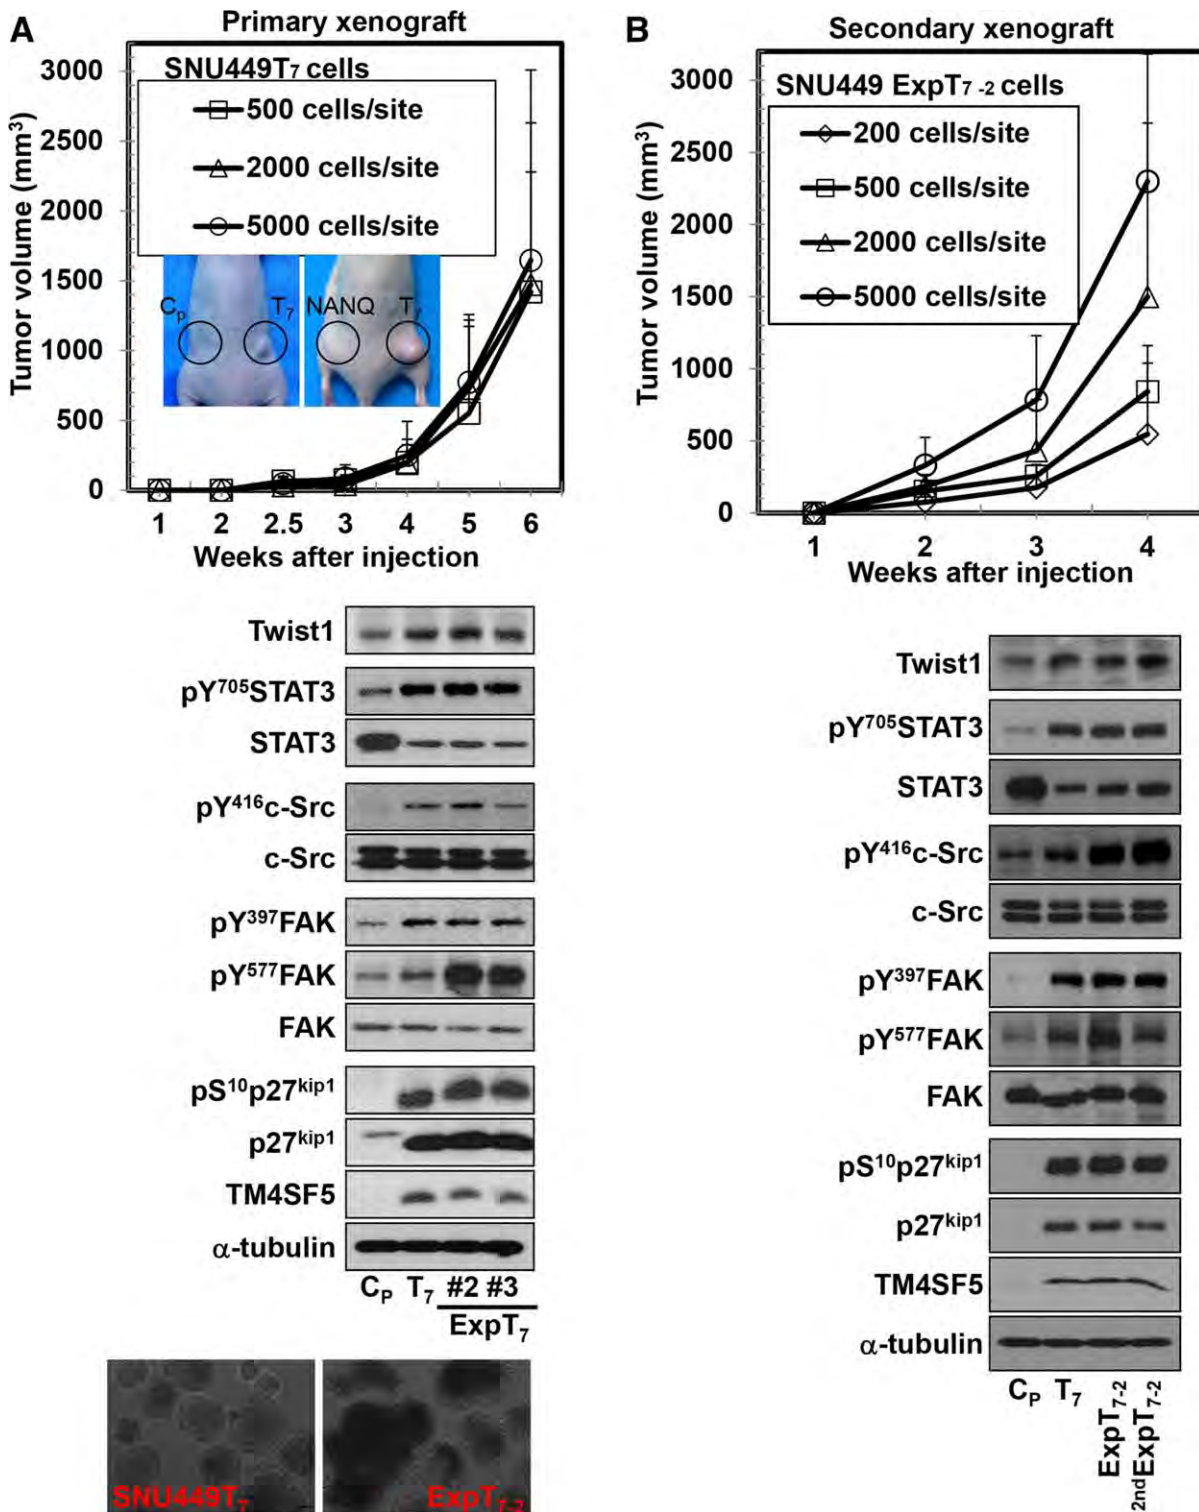 A
Primary xenograft
SNU449T7 cells
500 cells/site
2000 cells/site
5000 cells/site
Cp
T7
NANQ
T7
Tumor volume (mm³)
3000
2500
2000
1500
1000
500
0
1 2 2.5 3 4 5 6
Weeks after injection
Twist1
pY⁷⁰⁵STAT3
STAT3
pY⁴¹⁶c-Src
c-Src
pY³⁹⁷FAK
pY⁵⁷⁷FAK
FAK
pS¹⁰p27ᵏⁱᵖ¹
p27ᵏⁱᵖ¹
TM4SF5
α-tubulin
CP T7 #2 #3
ExpT7
SNU449T7
ExpT7-2
B
Secondary xenograft
SNU449 ExpT7-2 cells
200 cells/site
500 cells/site
2000 cells/site
5000 cells/site
Tumor volume (mm³)
3000
2500
2000
1500
1000
500
0
1 2 3 4
Weeks after injection
Twist1
pY⁷⁰⁵STAT3
STAT3
pY⁴¹⁶c-Src
c-Src
pY³⁹⁷FAK
pY⁵⁷⁷FAK
FAK
pS¹⁰p27ᵏⁱᵖ¹
p27ᵏⁱᵖ¹
TM4SF5
α-tubulin
CP T7 ExpT7-2 2ndExpT7-2